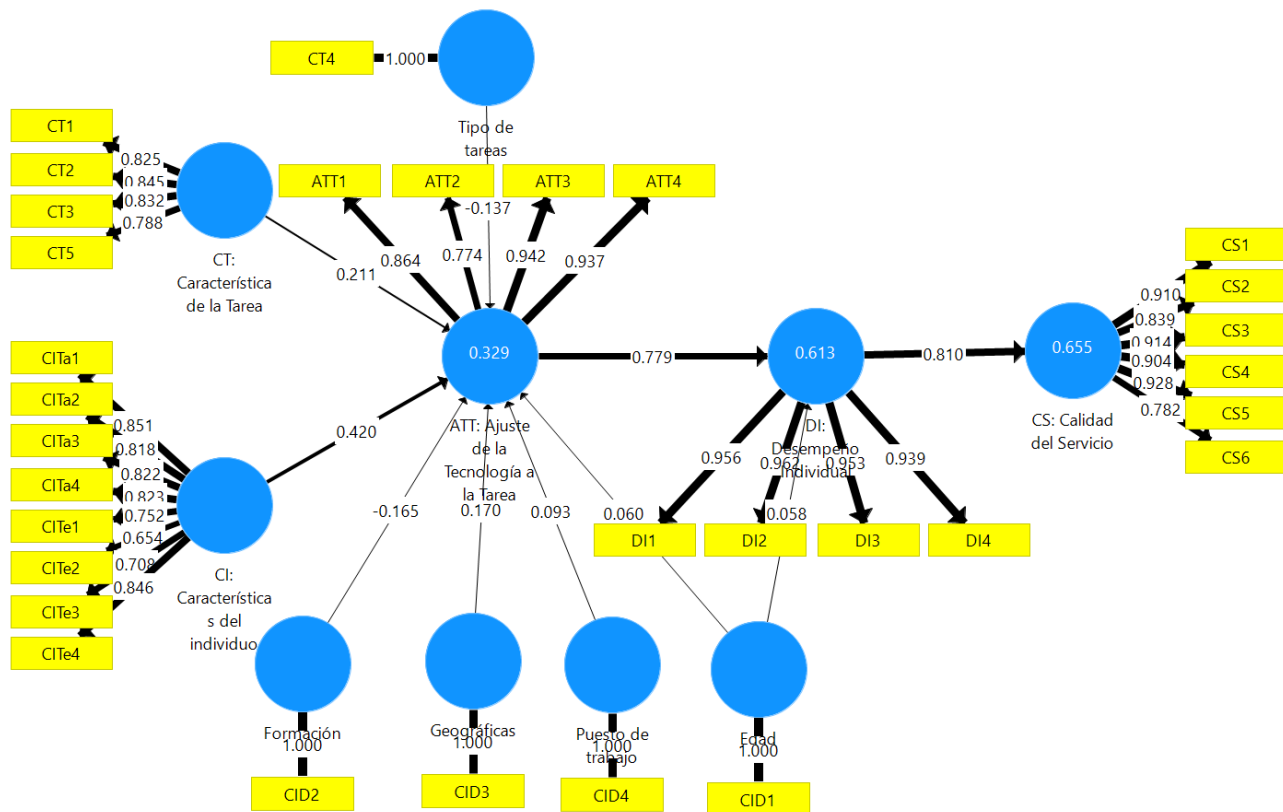 CT4
1.000
Tipo de
tareas
CT1
CT2
CT3
CT5
0.825
0.845
0.832
0.788
CT:
Característica
de la Tarea
ATT1
ATT2
ATT3
ATT4
-0.137
0.864
0.774
0.942
0.937
0.211
0.329
ATT: Ajuste
de la
Tecnología a
la Tarea
0.779
0.613
DI:
Desempeño
Individual
0.810
0.655
CS: Calidad
del Servicio
CS1
CS2
CS3
CS4
CS5
CS6
0.910
0.839
0.914
0.904
0.928
0.782
CITa1
CITa2
CITa3
CITa4
CITe1
CITe2
CITe3
CITe4
0.851
0.818
0.822
0.823
0.752
0.654
0.708
0.846
CI:
Característica
s del
individuo
0.420
0.956
0.962
0.953
0.939
DI1
DI2
DI3
DI4
-0.165
0.170
0.093
0.060
0.058
Formación
1.000
CID2
Geográficas
1.000
CID3
Puesto de
trabajo
1.000
CID4
Edad
1.000
CID1